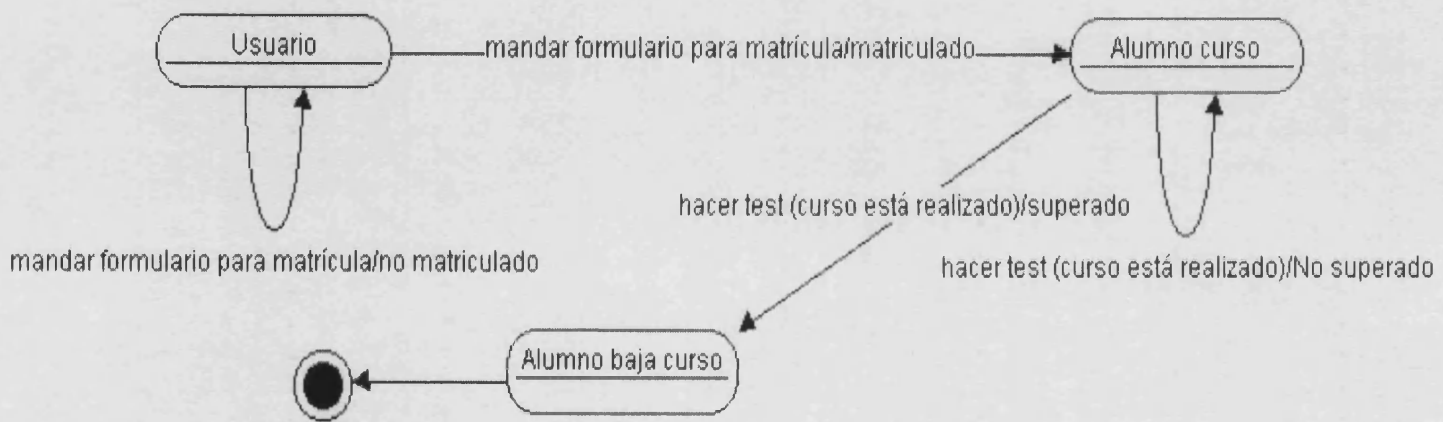 Usuario
mandar formulario para matrícula/matriculado
Alumno curso
hacer test (curso está realizado)/superado
mandar formulario para matrícula/no matriculado
hacer test (curso está realizado)/No superado
Alumno baja curso